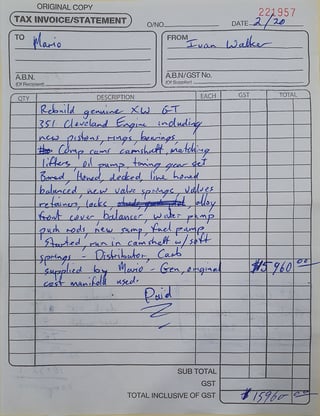 ORIGINAL COPY
TAX INVOICE/STATEMENT
221957
O/NO. DATE 2/20
TO Mario
FROM Ivan Walker
A.B.N.
(Of Recipient)
A.B.N/GST No.
(Of Supplier)
QTY DESCRIPTION EACH GST TOTAL
Rebuild genuine XW GT
351 Cleveland Engine including
new pistons, rings, bearings,
Comp cams camshaft, matching
lifters, oil pump, timing gear set
Bored, Honed, decked, line honed
balanced, new valve springs, valves
retainers, locks, alloy
front cover balancer, water pump
push rods, new sump, fuel pump
Started, run in camshaft w/soft
springs - Distributor, Carb
supplied by Mario - Gen, original $15960 00
cast manifold used.
Paid
SUB TOTAL
GST
TOTAL INCLUSIVE OF GST $15960 00